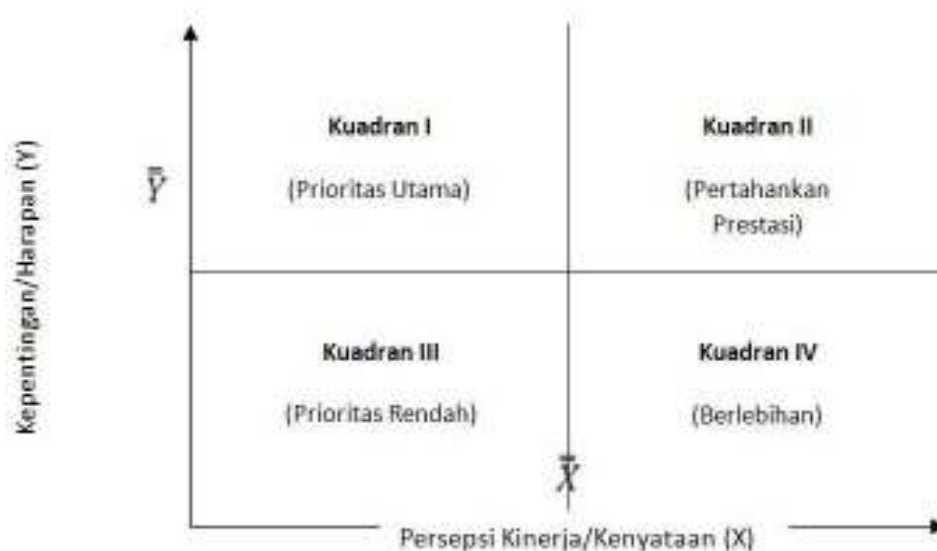 Kepentingan/Harapan (Y)
Kuadran I
(Prioritas Utama)
Kuadran II
(Pertahankan
Prestasi)
Y̿
Kuadran III
(Prioritas Rendah)
Kuadran IV
(Berlebihan)
X̿
Persepsi Kinerja/Kenyataan (X)